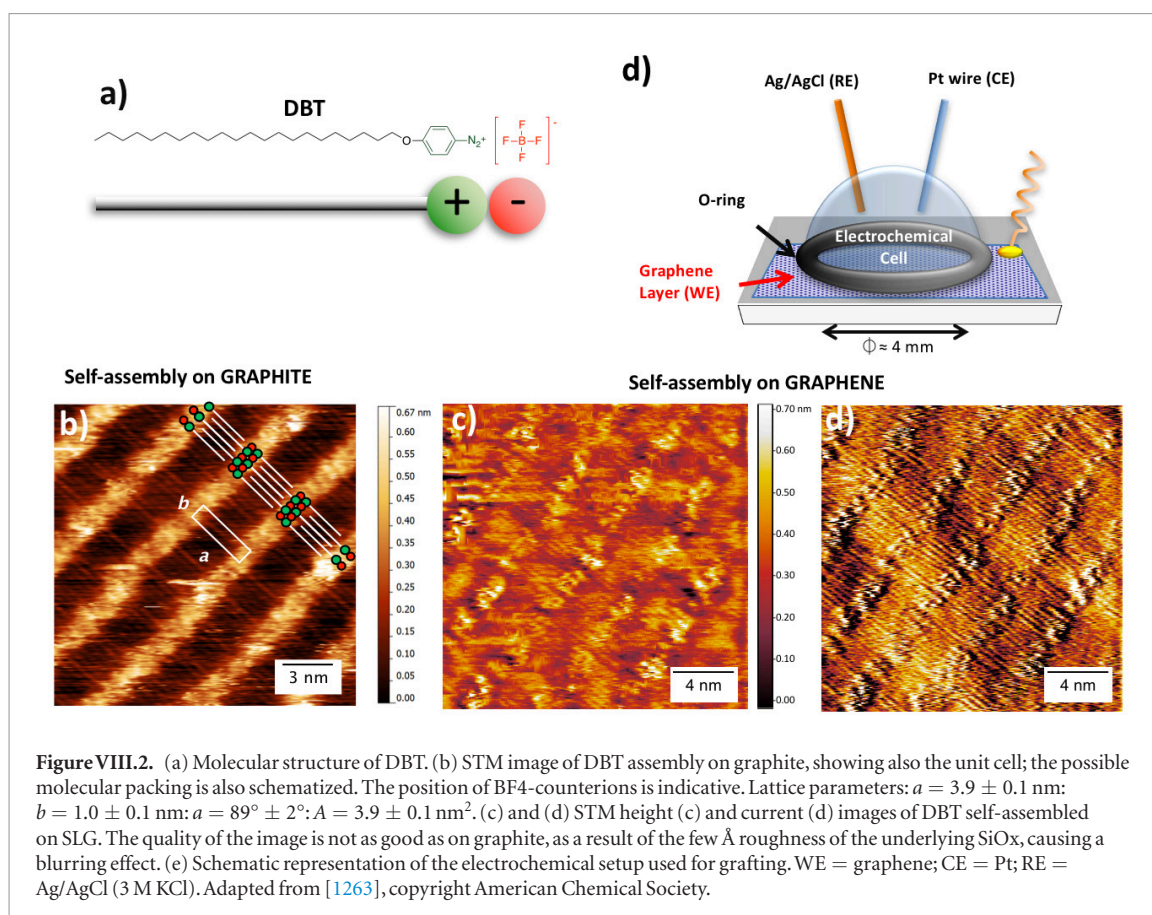 a)
DBT
O
N₂⁺
F
F
B
F
F
-
+
-
d)
Ag/AgCl (RE)
Pt wire (CE)
O-ring
Electrochemical
Cell
Graphene
Layer (WE)
Φ ≈ 4 mm
Self-assembly on GRAPHITE
Self-assembly on GRAPHENE
b)
b
a
3 nm
0.67 nm
0.60
0.55
0.50
0.45
0.40
0.35
0.30
0.25
0.20
0.15
0.10
0.00
c)
4 nm
0.70 nm
0.50
0.40
0.30
0.20
0.10
0.00
d)
4 nm
Figure VIII.2. (a) Molecular structure of DBT. (b) STM image of DBT assembly on graphite, showing also the unit cell; the possible
molecular packing is also schematized. The position of BF4-counterions is indicative. Lattice parameters: a = 3.9 ± 0.1 nm:
b = 1.0 ± 0.1 nm: a = 89° ± 2°: A = 3.9 ± 0.1 nm². (c) and (d) STM height (c) and current (d) images of DBT self-assembled
on SLG. The quality of the image is not as good as on graphite, as a result of the few Å roughness of the underlying SiOx, causing a
blurring effect. (e) Schematic representation of the electrochemical setup used for grafting. WE = graphene; CE = Pt; RE =
Ag/AgCl (3 M KCl). Adapted from [1263], copyright American Chemical Society.